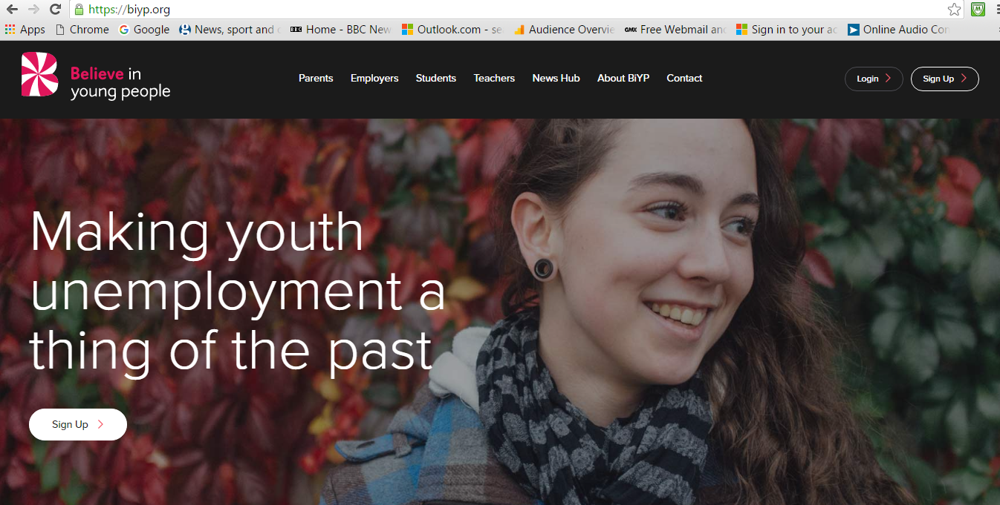 https://biyp.org
Apps Chrome Google News, sport and Home - BBC New Outlook.com - se Audience Overvie GMX Free Webmail an Sign in to your ac Online Audio Con
Believe in
young people
Parents Employers Students Teachers News Hub About BiYP Contact
Login Sign Up
Making youth
unemployment a
thing of the past
Sign Up